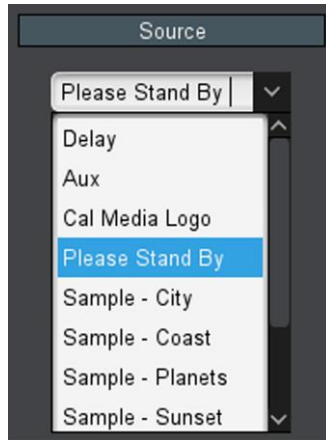 Source
Please Stand By
Delay
Aux
Cal Media Logo
Please Stand By
Sample - City
Sample - Coast
Sample - Planets
Sample - Sunset